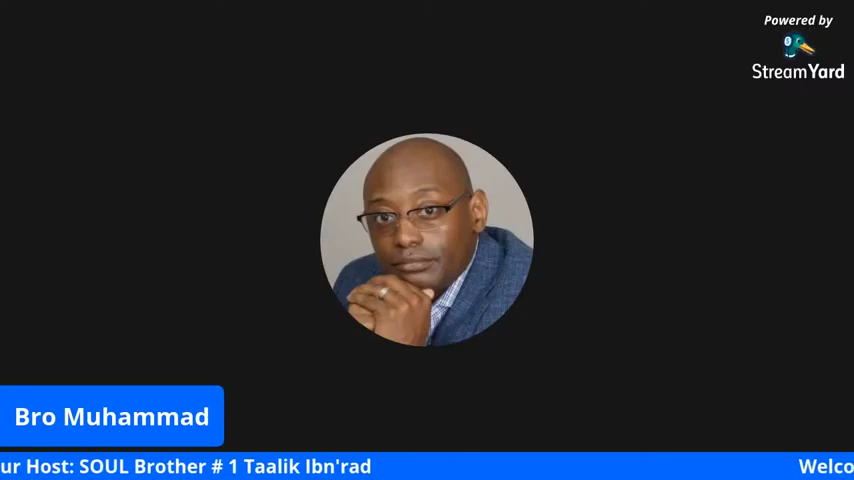 Powered by
StreamYard
Bro Muhammad
ur Host: SOUL Brother # 1 Taalik Ibn'rad
Welco